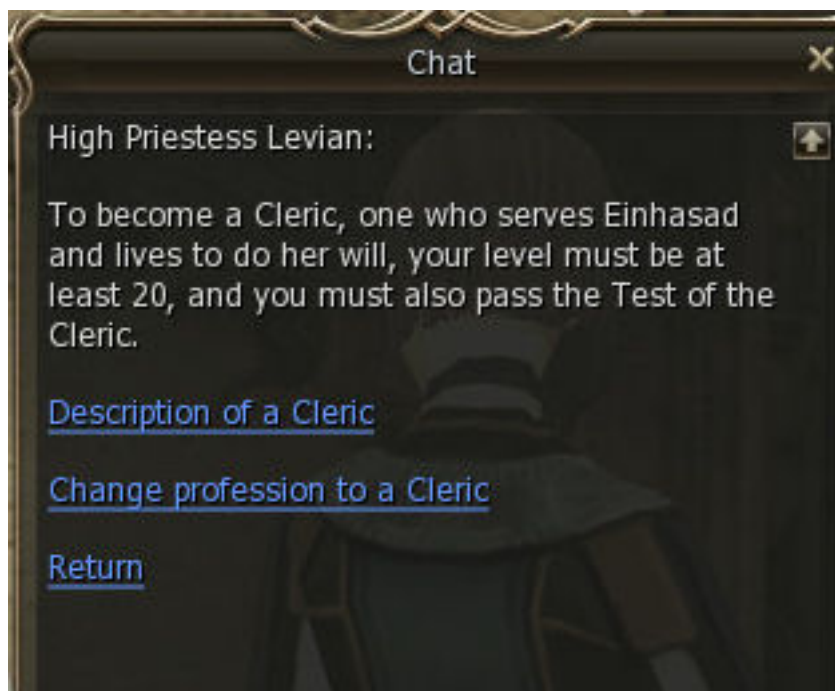 Chat
High Priestess Levian:
To become a Cleric, one who serves Einhasad
and lives to do her will, your level must be at
least 20, and you must also pass the Test of the
Cleric.
Description of a Cleric
Change profession to a Cleric
Return